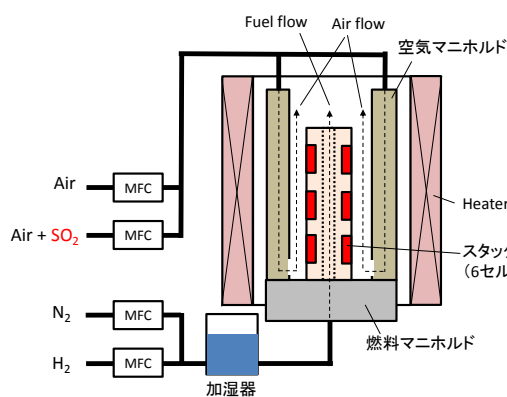 Fuel flow
Air flow
空気マニホルド
Air
MFC
Air + SO₂
MFC
Heater
スタック
(6セル
N₂
MFC
H₂
MFC
加湿器
燃料マニホルド